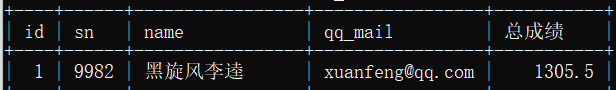 id | sn | name | qq_mail | 总成绩
1 | 9982 | 黑旋风李逵 | xuanfeng@qq.com | 1305.5